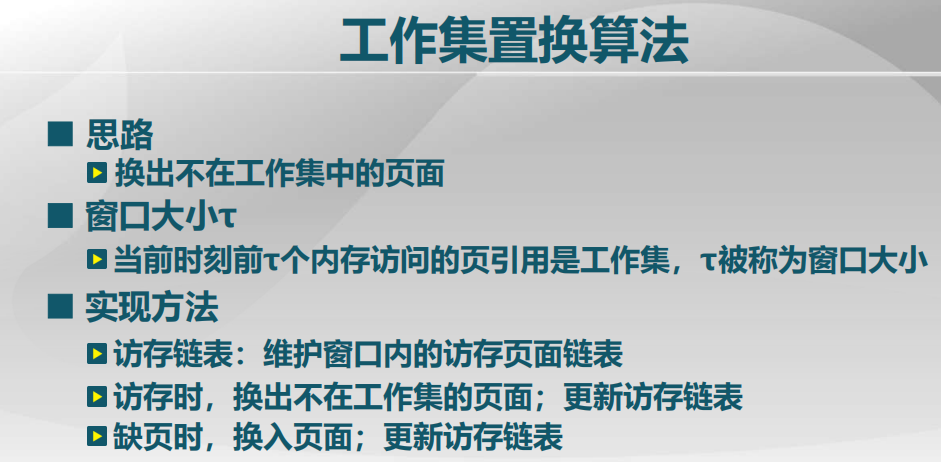 工作集置换算法
思路
换出不在工作集中的页面
窗口大小τ
当前时刻前τ个内存访问的页引用是工作集，τ被称为窗口大小
实现方法
访存链表：维护窗口内的访存页面链表
访存时，换出不在工作集的页面；更新访存链表
缺页时，换入页面；更新访存链表